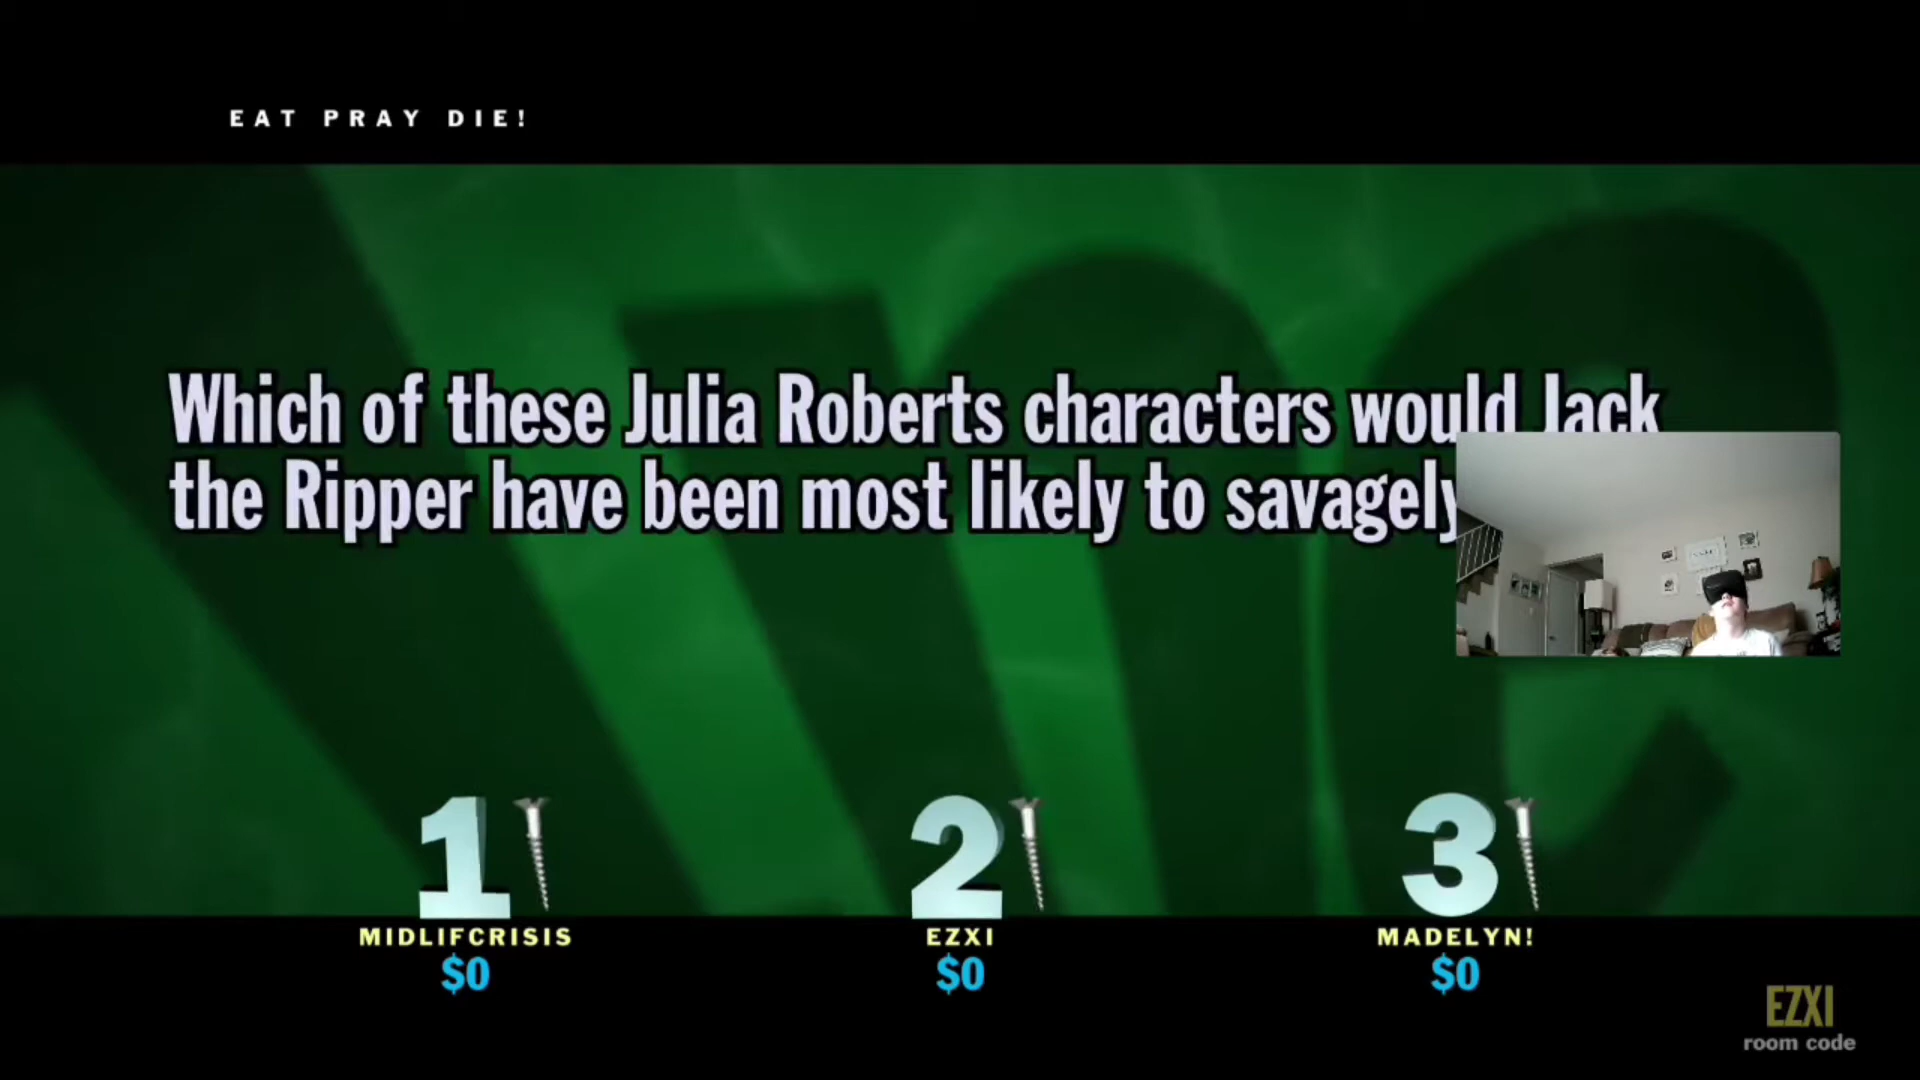 EAT PRAY DIE!
Which of these Julia Roberts characters would Jack
the Ripper have been most likely to savagely
1
2
3
MIDLIFCRISIS
EZXI
MADELYN!
$0
$0
$0
EZXI
room code